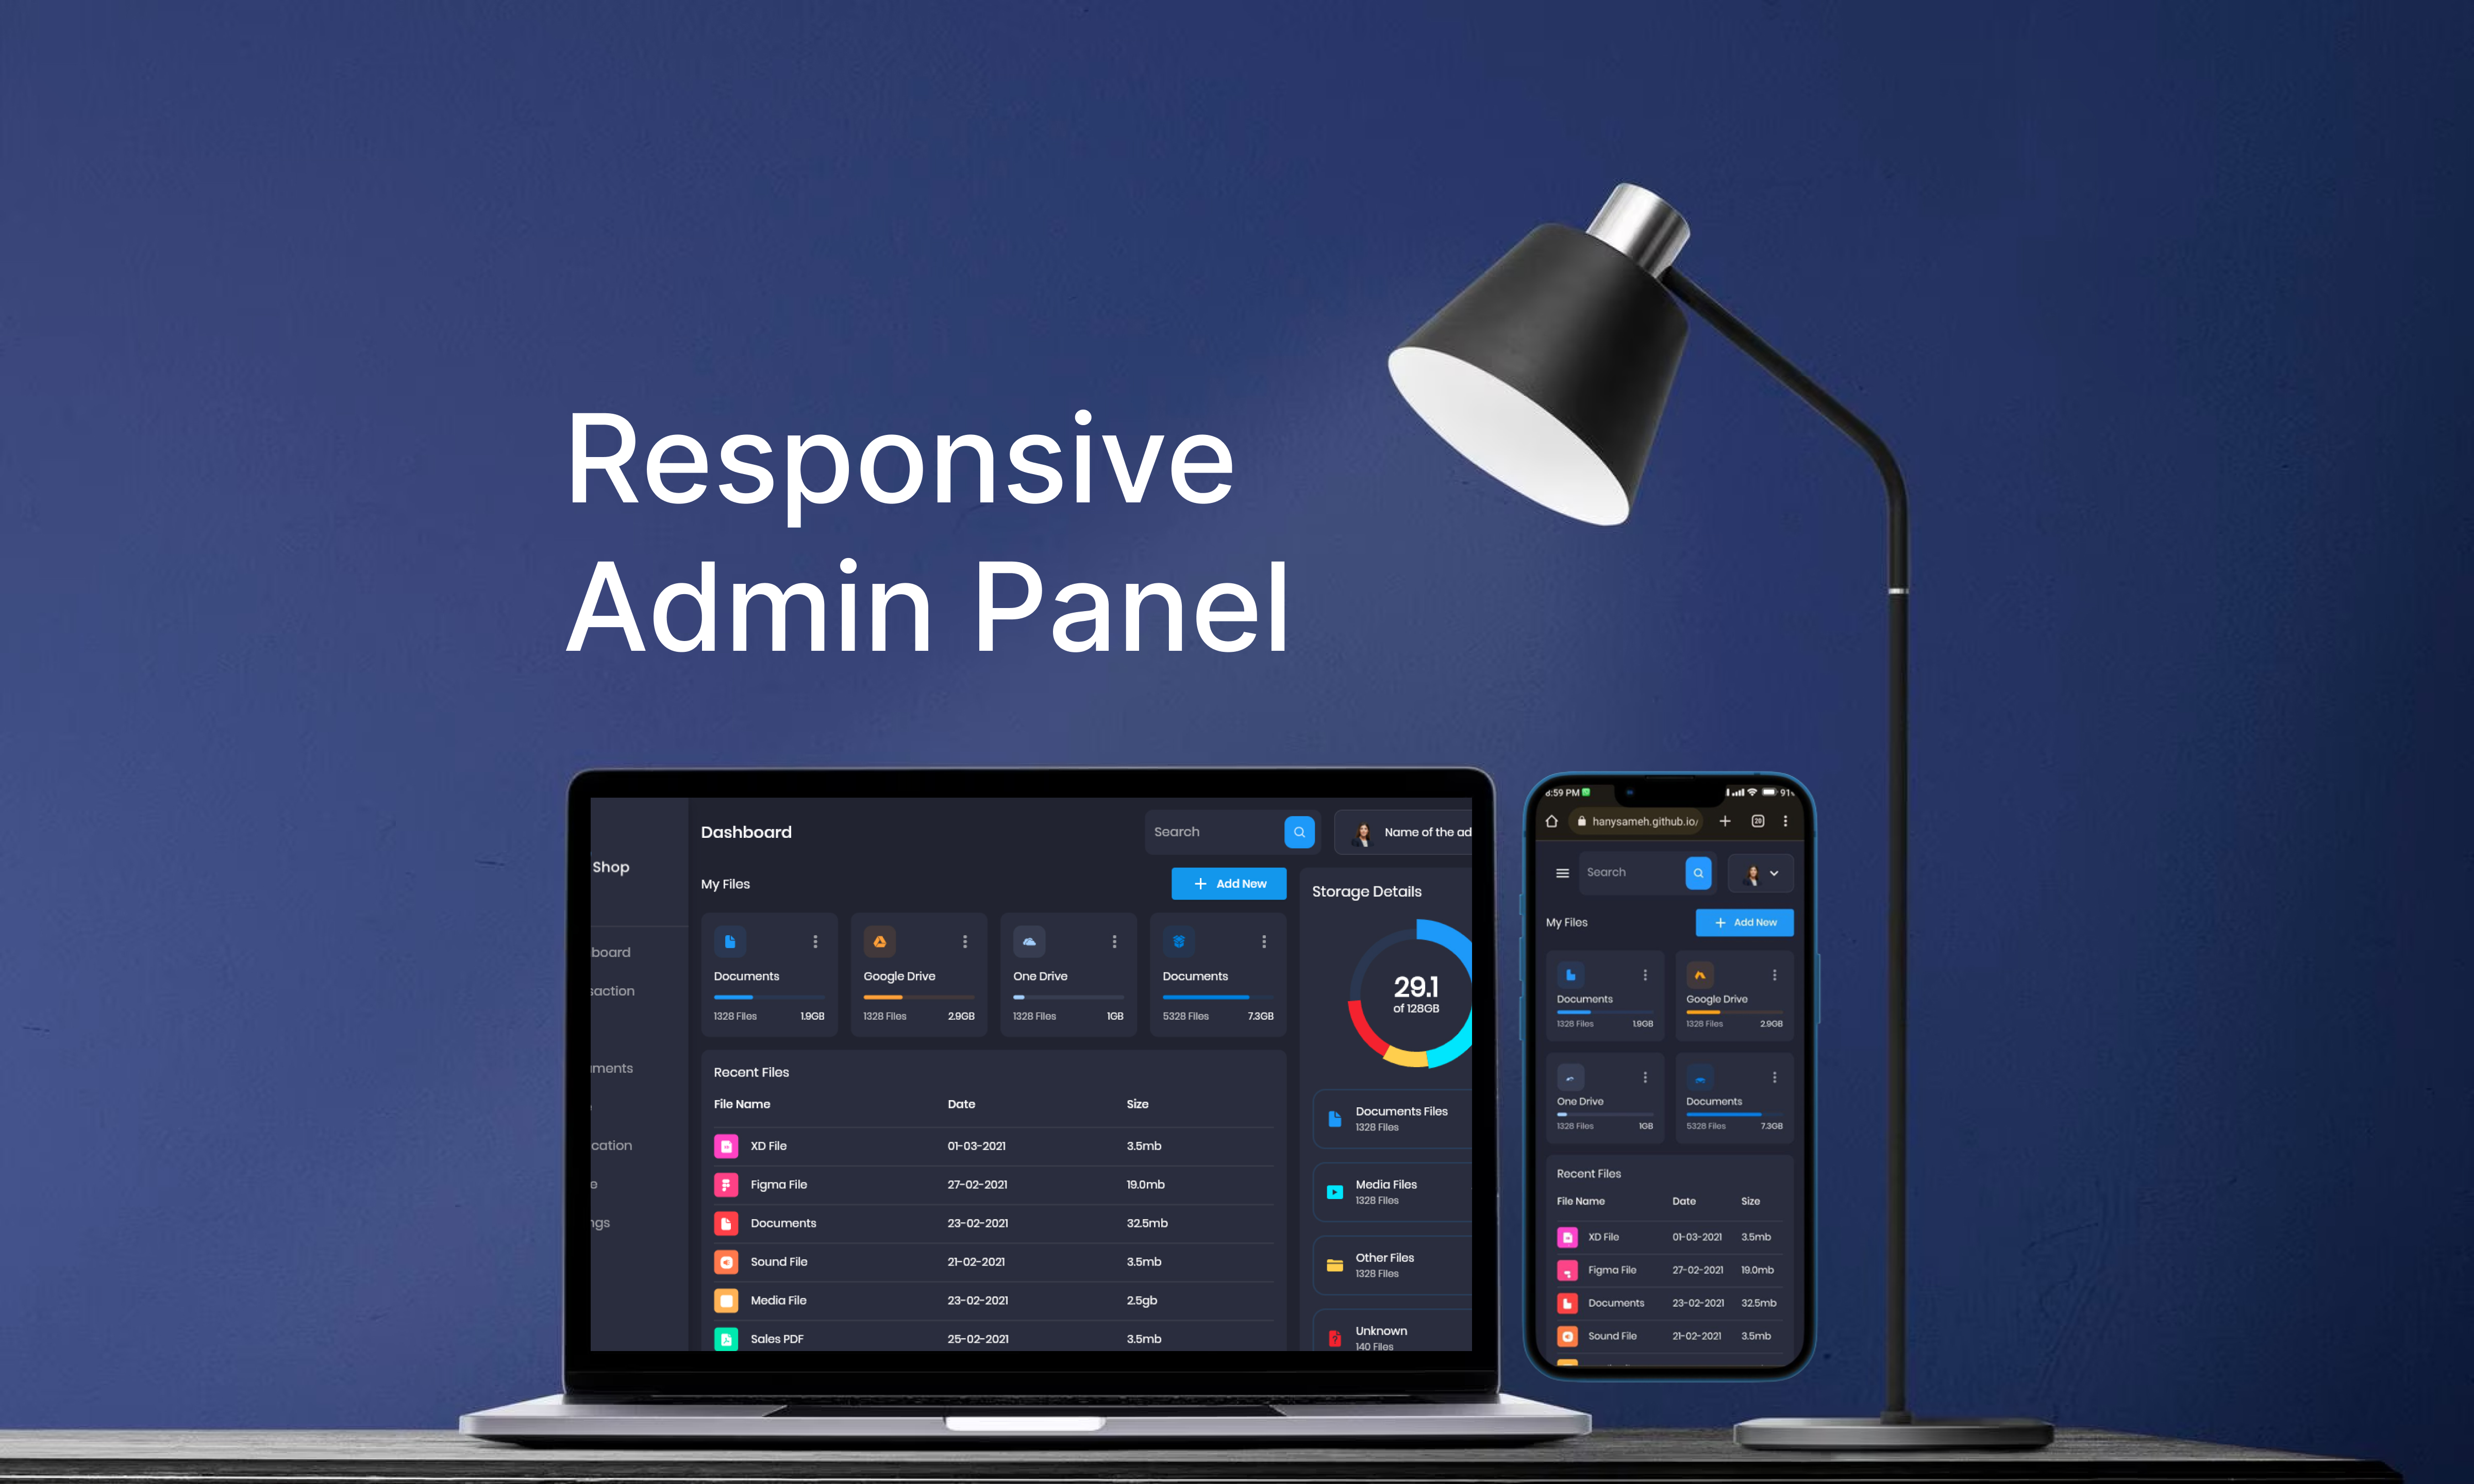 Responsive
Admin Panel
Shop
board
saction
ments
cation
e
ngs
Dashboard
Search
Name of the ad
My Files
+ Add New
Documents
1328 Files 1.9GB
Google Drive
1328 Files 2.9GB
One Drive
1328 Files 1GB
Documents
5328 Files 7.3GB
Recent Files
File Name Date Size
XD File 01-03-2021 3.5mb
Figma File 27-02-2021 19.0mb
Documents 23-02-2021 32.5mb
Sound File 21-02-2021 3.5mb
Media File 23-02-2021 2.5gb
Sales PDF 25-02-2021 3.5mb
Storage Details
29.1
of 128GB
Documents Files
1328 Files
Media Files
1328 Files
Other Files
1328 Files
Unknown
140 Files
8:59 PM 91
hanysameh.github.io/ 20
Search
My Files
+ Add New
Documents
1328 Files 1.9GB
Google Drive
1328 Files 2.9GB
One Drive
1328 Files 1GB
Documents
5328 Files 7.3GB
Recent Files
File Name Date Size
XD File 01-03-2021 3.5mb
Figma File 27-02-2021 19.0mb
Documents 23-02-2021 32.5mb
Sound File 21-02-2021 3.5mb